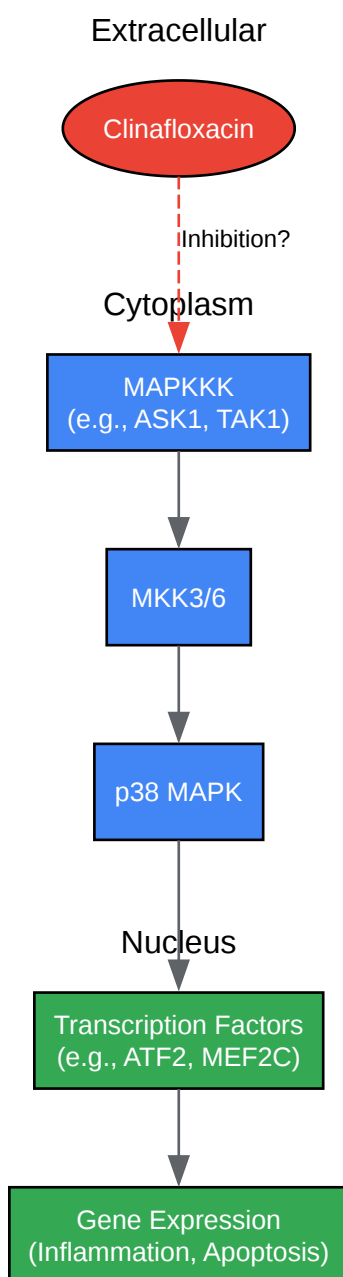 Extracellular
Clinafloxacin
Inhibition?
Cytoplasm
MAPKKK
(e.g., ASK1, TAK1)
MKK3/6
p38 MAPK
Nucleus
Transcription Factors
(e.g., ATF2, MEF2C)
Gene Expression
(Inflammation, Apoptosis)